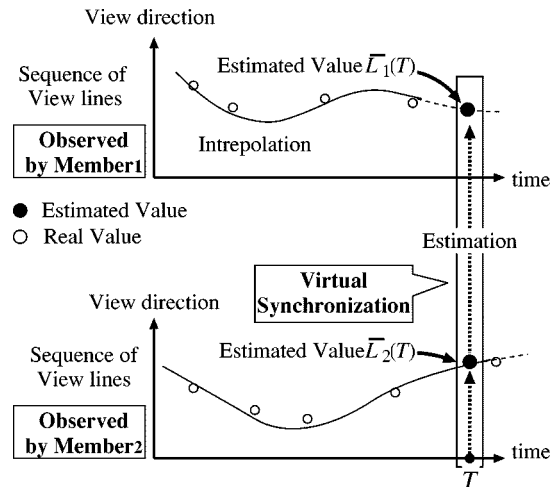 View direction
Sequence of
View lines
Estimated Value L̅₁(T)
Observed
by Member1
Intrepolation
time
● Estimated Value
○ Real Value
Estimation
Virtual
Synchronization
View direction
Sequence of
View lines
Estimated Value L̅₂(T)
Observed
by Member2
time
T